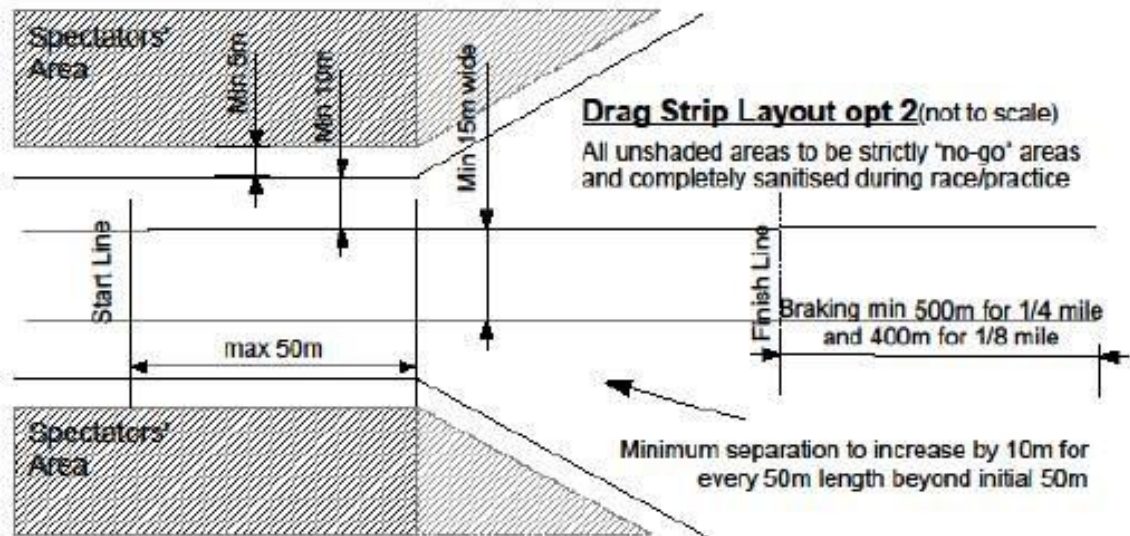 Spectators'
Area
Min 5m
Min 10m
Min 15m wide
Drag Strip Layout opt 2(not to scale)
All unshaded areas to be strictly "no-go" areas
and completely sanitised during race/practice
Start Line
Finish Line
Braking min 500m for 1/4 mile
and 400m for 1/8 mile
max 50m
Spectators'
Area
Minimum separation to increase by 10m for
every 50m length beyond initial 50m